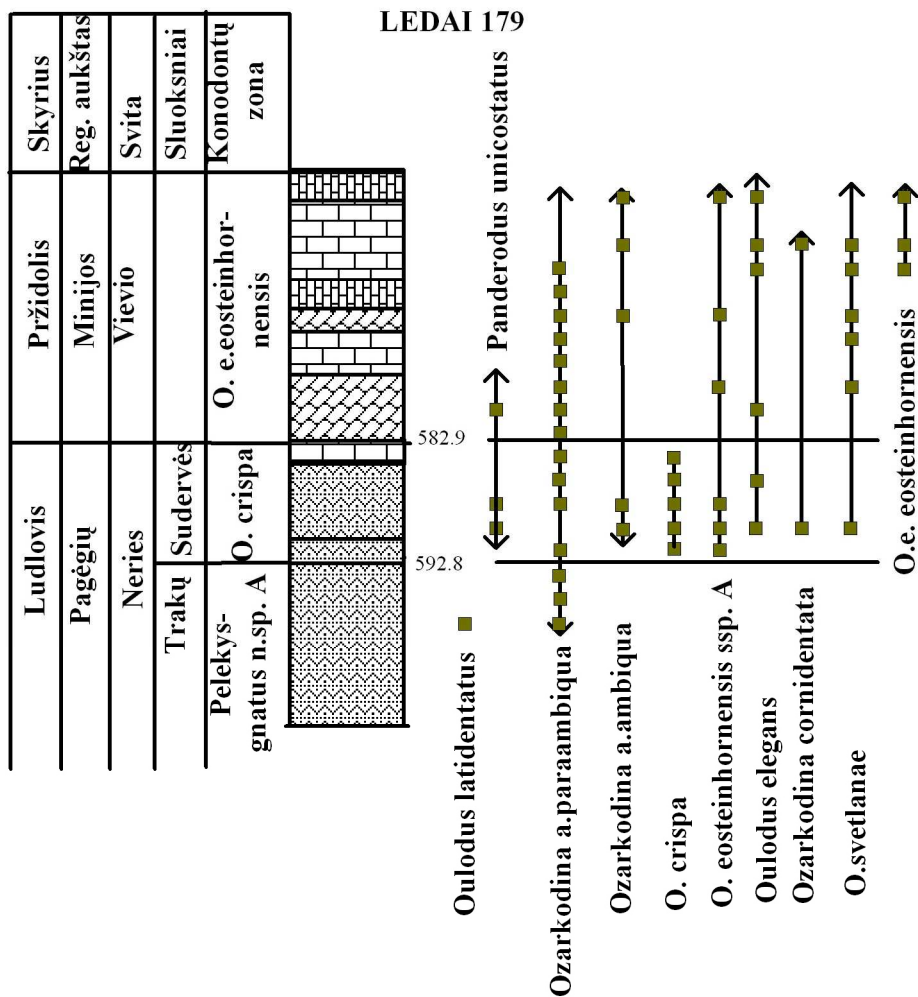 LEDAI 179
Skyrius
Reg. aukštas
Svita
Sluoksniai
Konodontų
zona
Pržidolis
Minijos
Vievio
O. e.eosteinhor-
nensis
Ludlovis
Pagėgių
Neries
Sudervės
O. crispa
Trakų
Pelekys-
gnatus n.sp. A
582.9
592.8
Oulodus latidentatus
Panderodus unicostatus
Ozarkodina a.paraambiqua
Ozarkodina a.ambiqua
O. crispa
O. eosteinhornensis ssp. A
Oulodus elegans
Ozarkodina cornidentata
O.svetlanae
O.e. eosteinhornensis